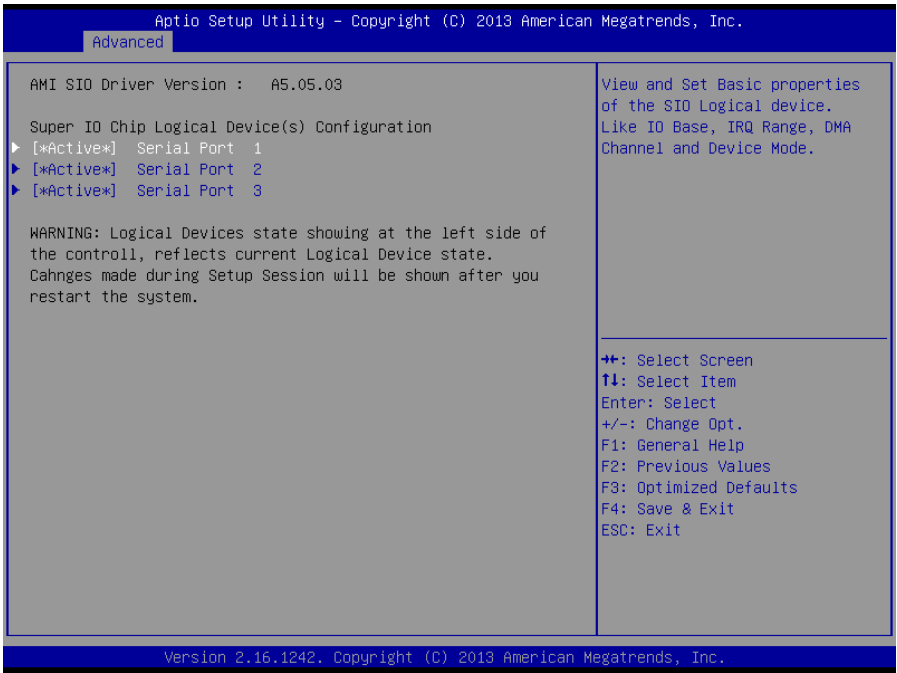 Aptio Setup Utility – Copyright (C) 2013 American Megatrends, Inc.
Advanced
AMI SIO Driver Version : A5.05.03
Super IO Chip Logical Device(s) Configuration
[*Active*] Serial Port 1
[*Active*] Serial Port 2
[*Active*] Serial Port 3
WARNING: Logical Devices state showing at the left side of
the controll, reflects current Logical Device state.
Cahnges made during Setup Session will be shown after you
restart the system.
View and Set Basic properties
of the SIO Logical device.
Like IO Base, IRQ Range, DMA
Channel and Device Mode.
→←: Select Screen
↑↓: Select Item
Enter: Select
+/-: Change Opt.
F1: General Help
F2: Previous Values
F3: Optimized Defaults
F4: Save & Exit
ESC: Exit
Version 2.16.1242. Copyright (C) 2013 American Megatrends, Inc.